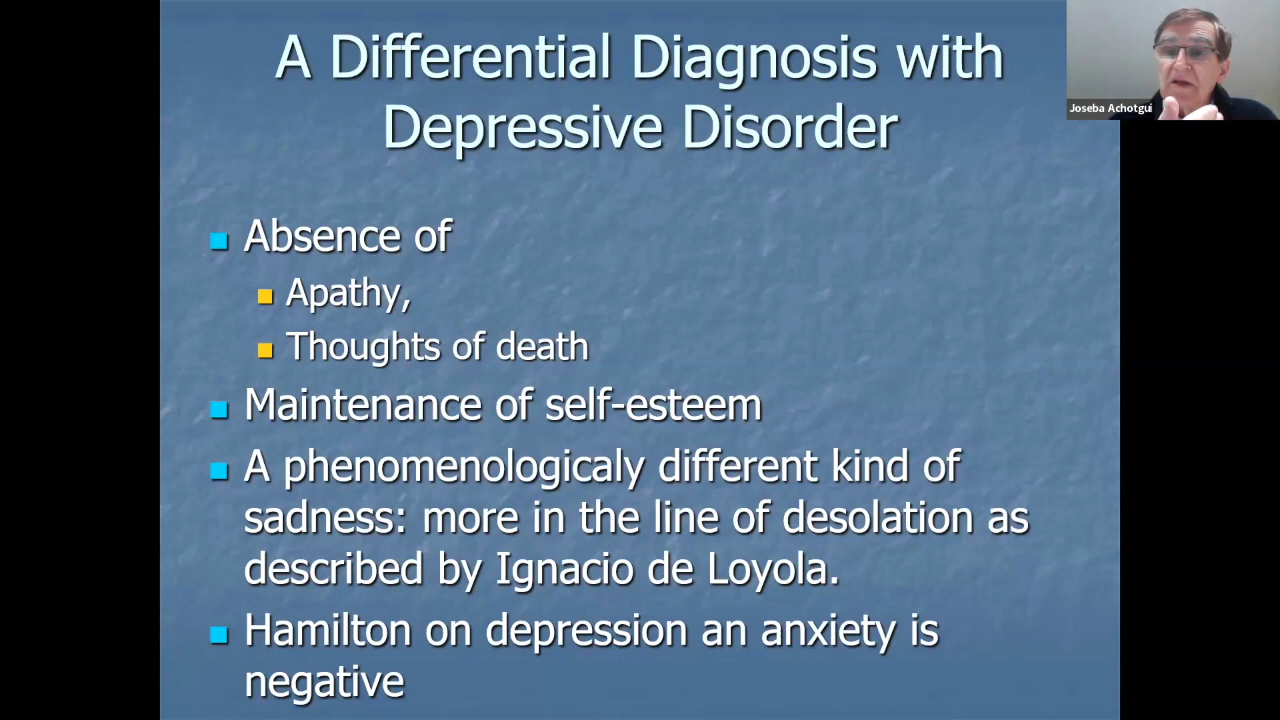 A Differential Diagnosis with
Depressive Disorder
Joseba Achotgui
Absence of
Apathy,
Thoughts of death
Maintenance of self-esteem
A phenomenologicaly different kind of
sadness: more in the line of desolation as
described by Ignacio de Loyola.
Hamilton on depression an anxiety is
negative